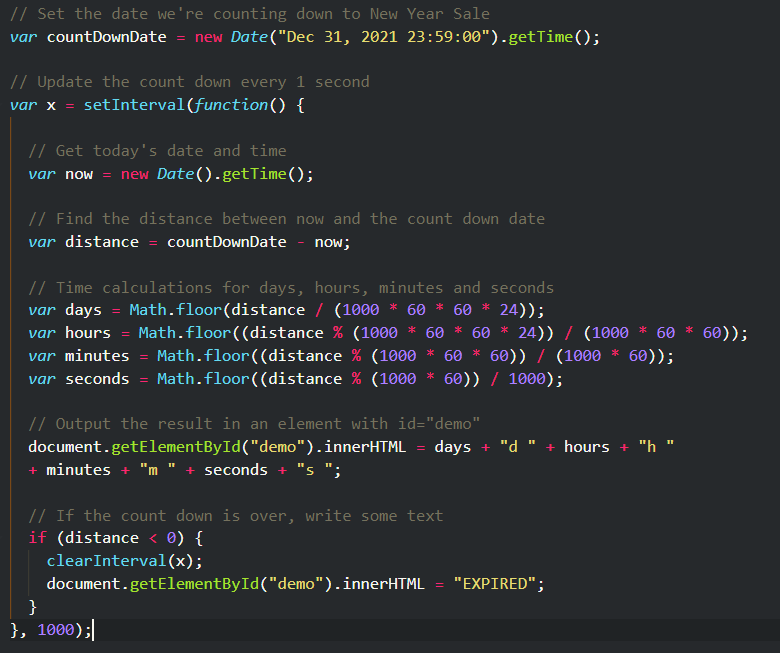 // Set the date we're counting down to New Year Sale
var countDownDate = new Date("Dec 31, 2021 23:59:00").getTime();

// Update the count down every 1 second
var x = setInterval(function() {

  // Get today's date and time
  var now = new Date().getTime();

  // Find the distance between now and the count down date
  var distance = countDownDate - now;

  // Time calculations for days, hours, minutes and seconds
  var days = Math.floor(distance / (1000 * 60 * 60 * 24));
  var hours = Math.floor((distance % (1000 * 60 * 60 * 24)) / (1000 * 60 * 60));
  var minutes = Math.floor((distance % (1000 * 60 * 60)) / (1000 * 60));
  var seconds = Math.floor((distance % (1000 * 60)) / 1000);

  // Output the result in an element with id="demo"
  document.getElementById("demo").innerHTML = days + "d " + hours + "h "
  + minutes + "m " + seconds + "s ";

  // If the count down is over, write some text
  if (distance < 0) {
    clearInterval(x);
    document.getElementById("demo").innerHTML = "EXPIRED";
  }
}, 1000);